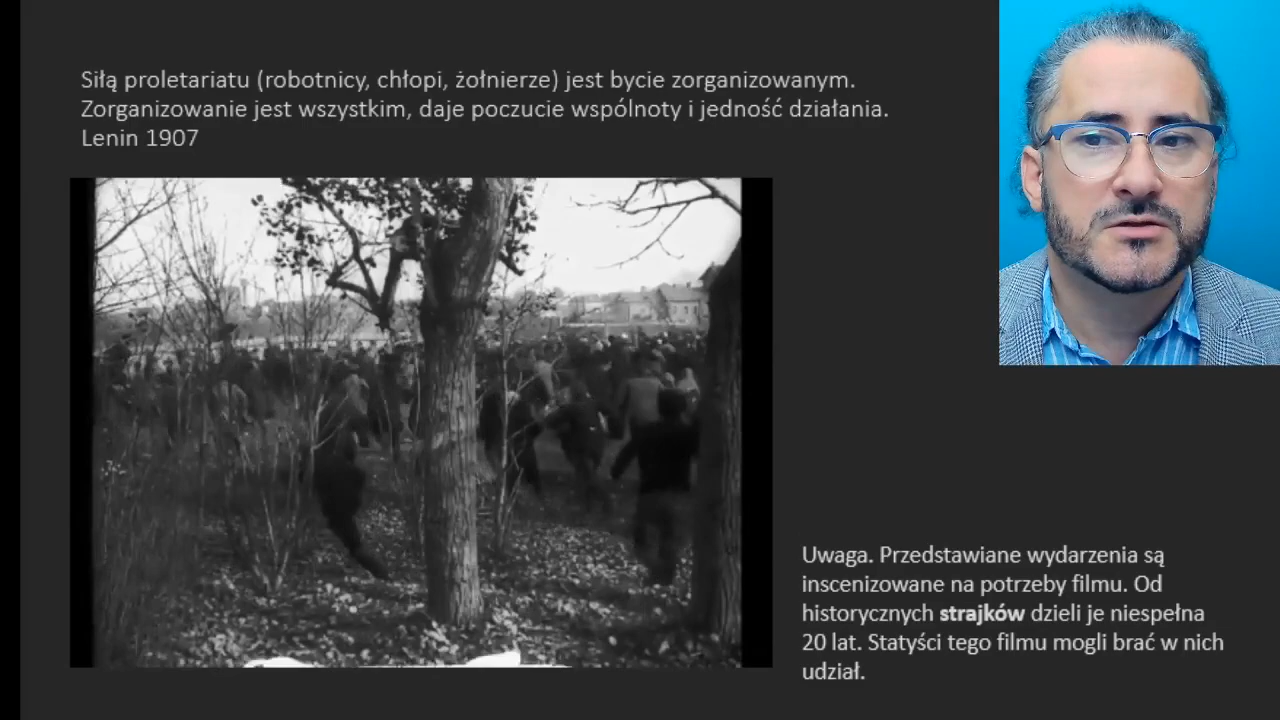 Siłą proletariatu (robotnicy, chłopi, żołnierze) jest bycie zorganizowanym.
Zorganizowanie jest wszystkim, daje poczucie wspólnoty i jedność działania.
Lenin 1907
Uwaga. Przedstawiane wydarzenia są
inscenizowane na potrzeby filmu. Od
historycznych strajków dzieli je niespełna
20 lat. Statyści tego filmu mogli brać w nich
udział.